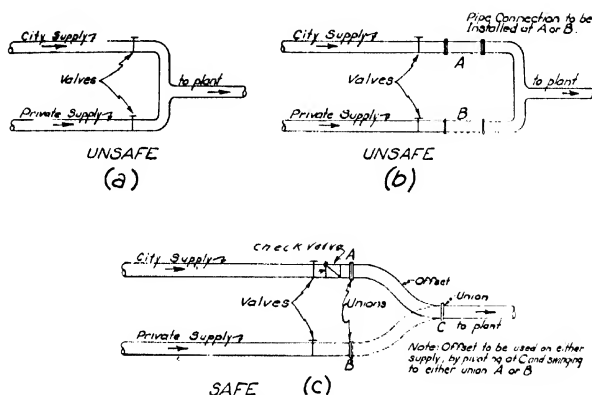 City Supply
Valves
to plant
Private Supply
UNSAFE
(a)
Pipe Connection to be
Installed at A or B.
City Supply
A
Valves
to plant
B
Private Supply
UNSAFE
(b)
Check Valve
A
City Supply
Offset
Valves
Unions
Union
C to plant
Private Supply
B
Note: Offset to be used on either
supply, by pivoting at C and swinging
to either union A or B
SAFE
(c)